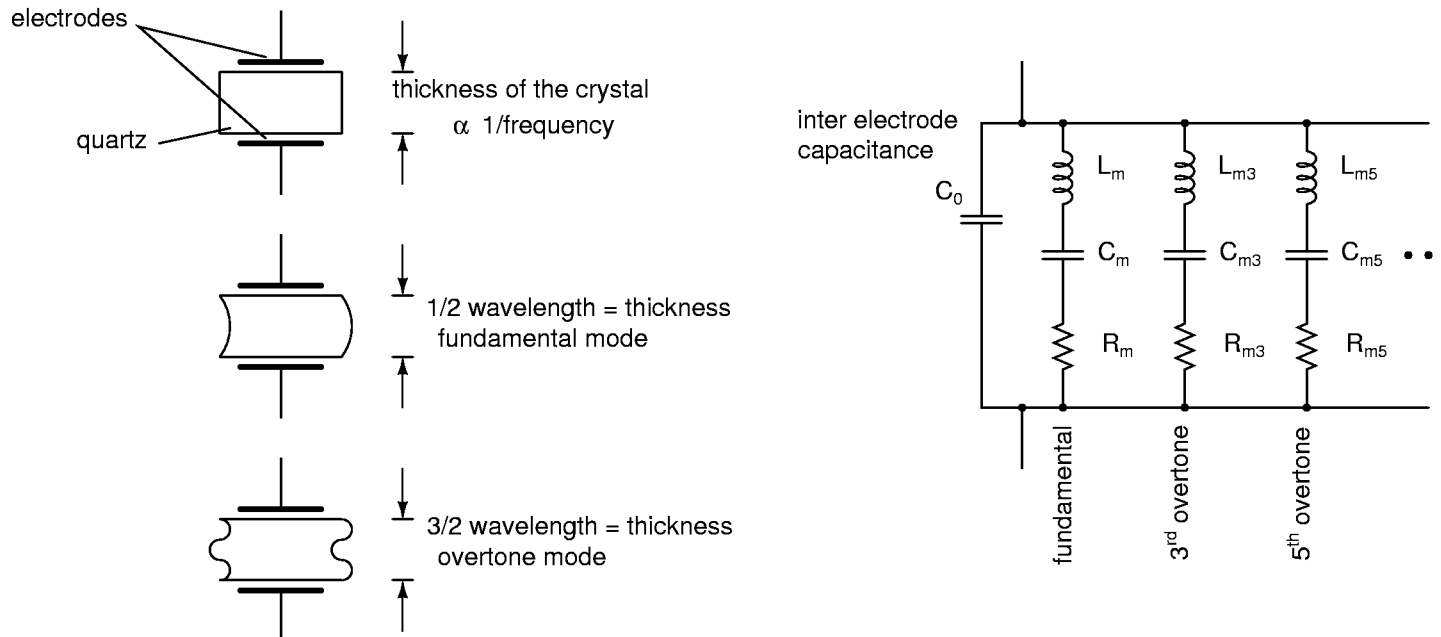 electrodes
quartz
thickness of the crystal
α 1/frequency
1/2 wavelength = thickness
fundamental mode
3/2 wavelength = thickness
overtone mode
inter electrode
capacitance
C₀
Lₘ
Lₘ₃
Lₘ₅
Cₘ
Cₘ₃
Cₘ₅
Rₘ
Rₘ₃
Rₘ₅
fundamental
3ʳᵈ overtone
5ᵗʰ overtone